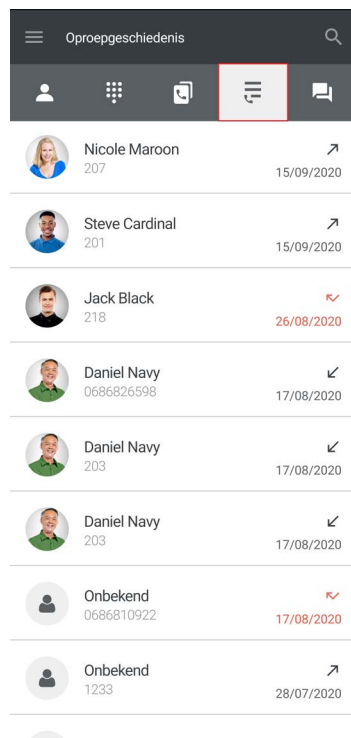 Oproepgeschiedenis
Nicole Maroon
207
15/09/2020
Steve Cardinal
201
15/09/2020
Jack Black
218
26/08/2020
Daniel Navy
0686826598
17/08/2020
Daniel Navy
203
17/08/2020
Daniel Navy
203
17/08/2020
Onbekend
0686810922
17/08/2020
Onbekend
1233
28/07/2020